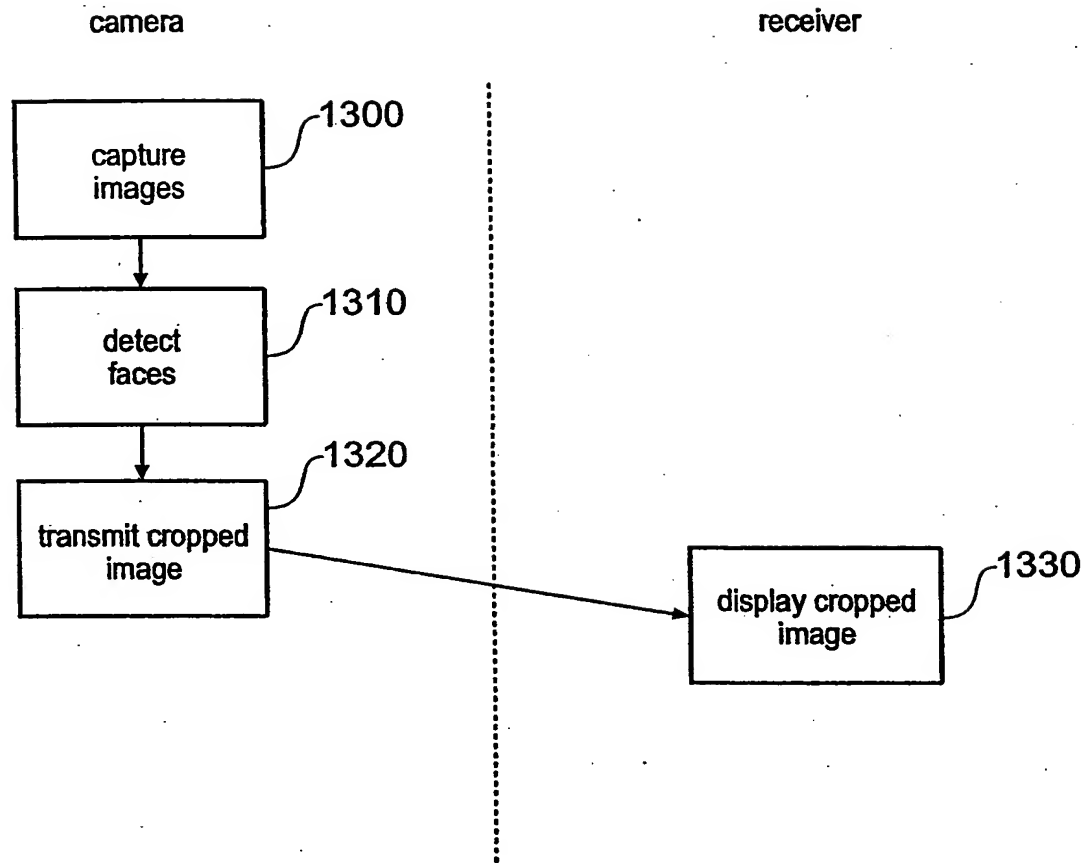 camera
receiver
1300
capture
images
1310
detect
faces
1320
transmit cropped
image
1330
display cropped
image